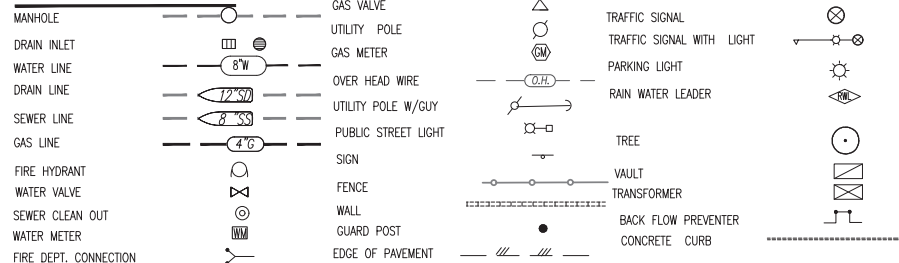 MANHOLE
DRAIN INLET
WATER LINE 8"W
DRAIN LINE 12"SD
SEWER LINE 8"SS
GAS LINE 4"G
FIRE HYDRANT
WATER VALVE
SEWER CLEAN OUT
WATER METER WM
FIRE DEPT. CONNECTION
GAS VALVE
UTILITY POLE
GAS METER GM
OVER HEAD WIRE O.H.
UTILITY POLE W/GUY
PUBLIC STREET LIGHT
SIGN
FENCE
WALL
GUARD POST
EDGE OF PAVEMENT
TRAFFIC SIGNAL
TRAFFIC SIGNAL WITH LIGHT
PARKING LIGHT
RAIN WATER LEADER RWL
TREE
VAULT
TRANSFORMER
BACK FLOW PREVENTER
CONCRETE CURB